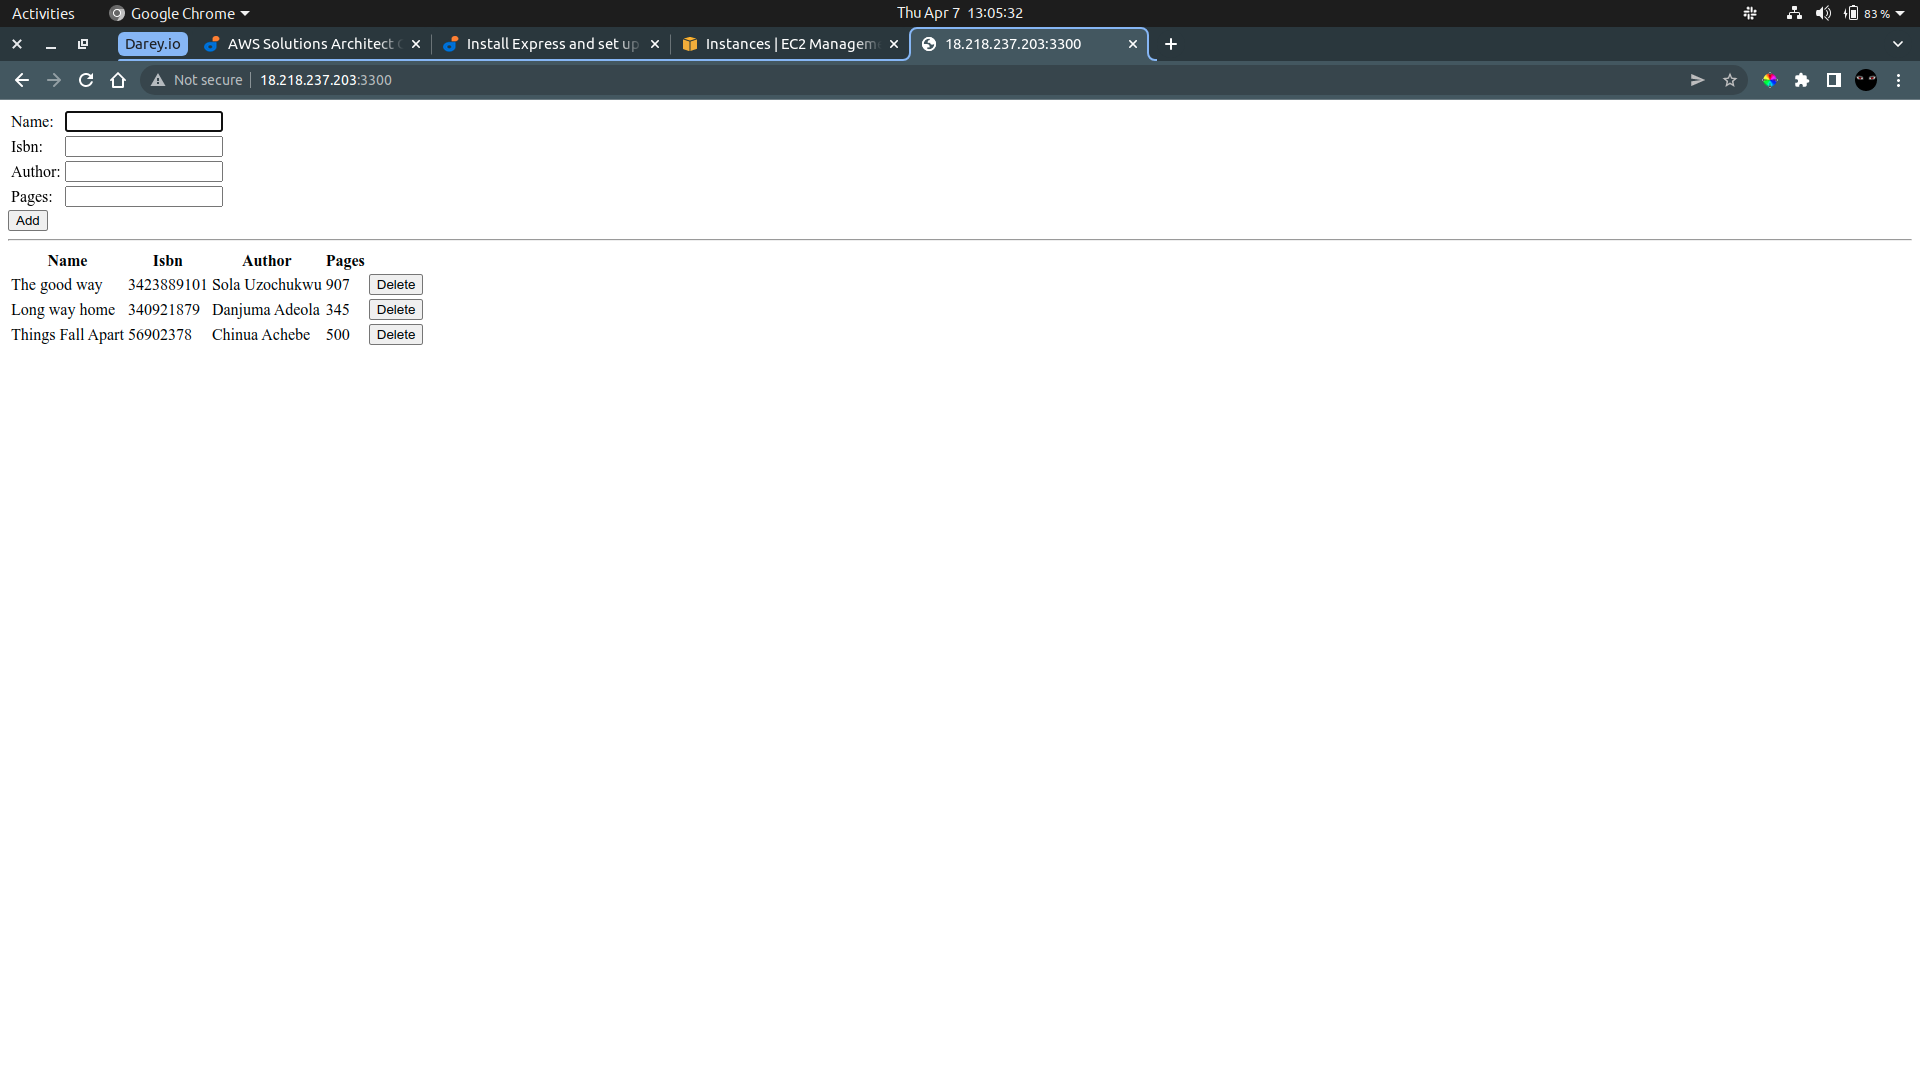 Activities Google Chrome Thu Apr 7 13:05:32 83 %
Darey.io AWS Solutions Architect Install Express and set up Instances | EC2 Managem 18.218.237.203:3300
Not secure 18.218.237.203:3300
Name:
Isbn:
Author:
Pages:
Add
Name Isbn Author Pages
The good way 3423889101 Sola Uzochukwu 907 Delete
Long way home 340921879 Danjuma Adeola 345 Delete
Things Fall Apart 56902378 Chinua Achebe 500 Delete